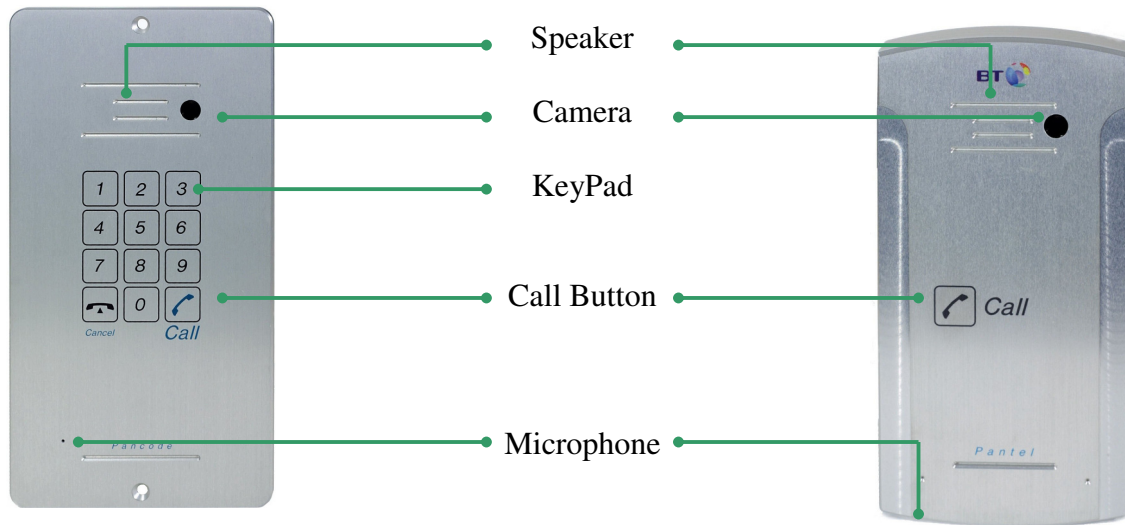 Speaker
BT
Camera
KeyPad
1 2 3
4 5 6
7 8 9
0
Cancel
Call
Call Button
Call
Microphone
Pancode
Pantel